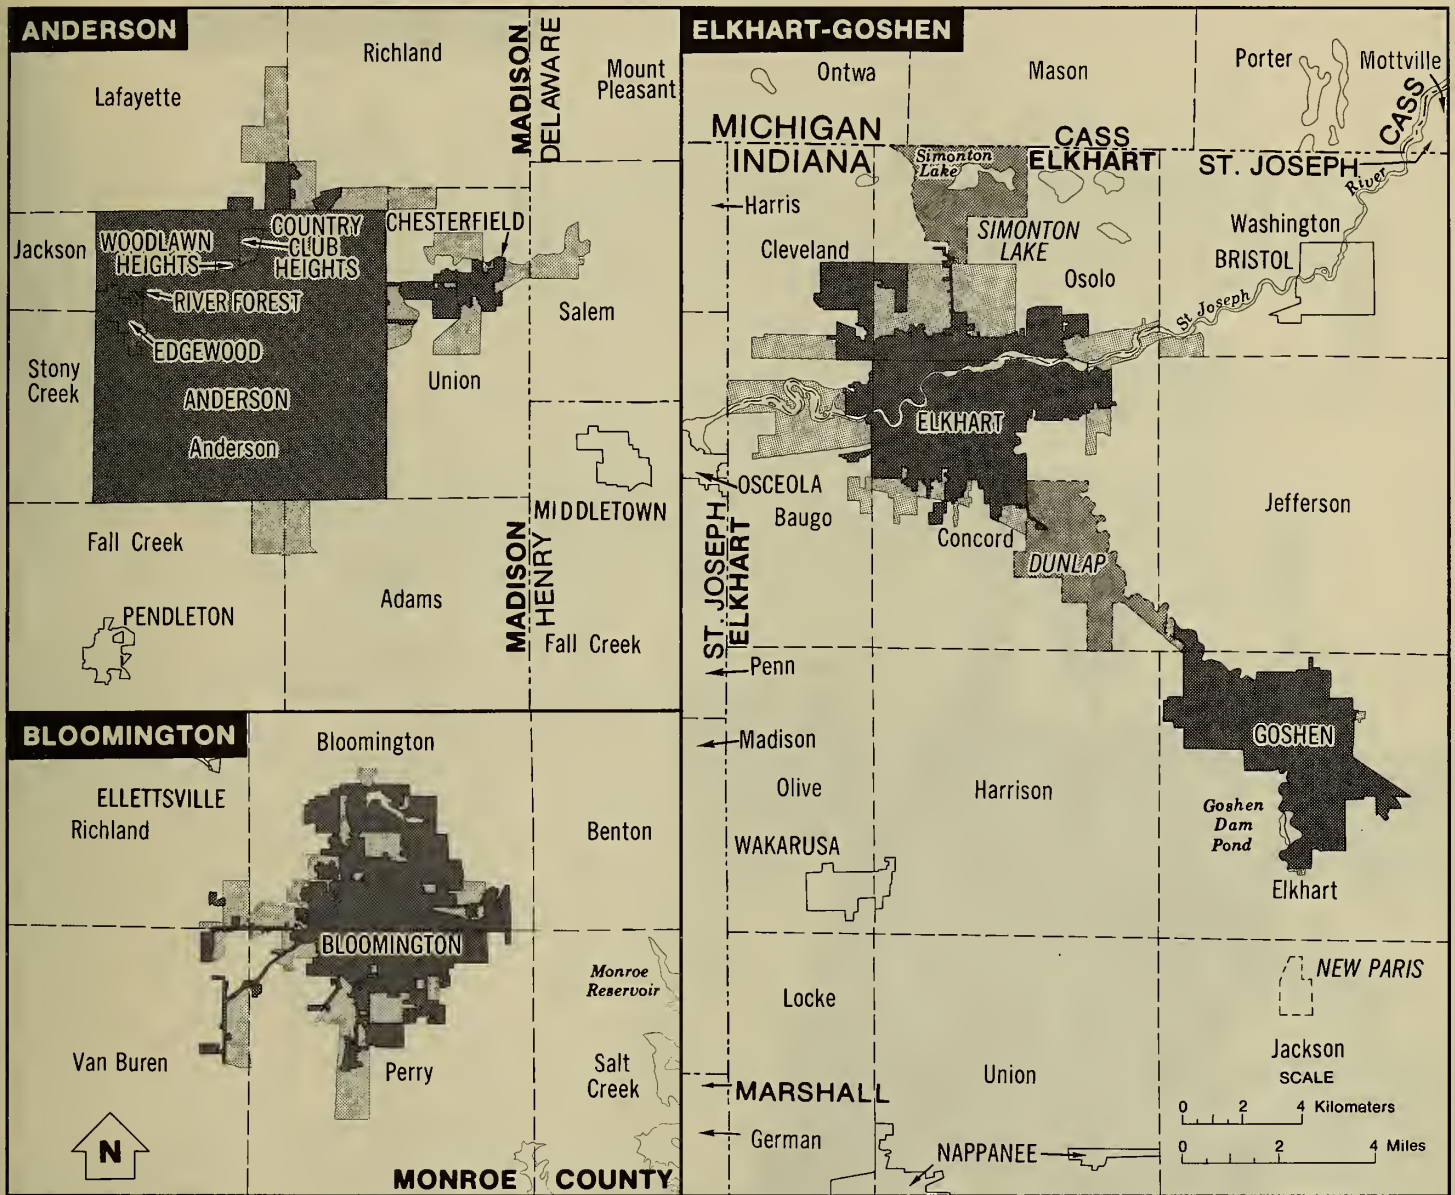 ANDERSON
Richland
Lafayette
MADISON
DELAWARE
Mount
Pleasant
Jackson
WOODLAWN
HEIGHTS
COUNTRY
CLUB
HEIGHTS
CHESTERFIELD
RIVER FOREST
EDGEWOOD
Salem
Stony
Creek
Union
ANDERSON
Anderson
MIDDLETOWN
Fall Creek
MADISON
HENRY
Adams
PENDLETON
Fall Creek
BLOOMINGTON
Bloomington
ELLETTSVILLE
Richland
Benton
BLOOMINGTON
Monroe
Reservoir
Van Buren
Perry
Salt
Creek
N
MONROE COUNTY
ELKHART-GOSHEN
Ontwa
Mason
Porter
Mottville
MICHIGAN
INDIANA
CASS
ELKHART
CASS
ST. JOSEPH
Simonton
Lake
River
Harris
Washington
SIMONTON
LAKE
Cleveland
BRISTOL
Osolo
St Joseph
ELKHART
OSCEOLA
Baugo
Jefferson
Concord
DUNLAP
ST. JOSEPH
ELKHART
Penn
GOSHEN
Madison
Olive
Harrison
Goshen
Dam
Pond
WAKARUSA
Elkhart
NEW PARIS
Locke
Jackson
Union
SCALE
0 2 4 Kilometers
0 2 4 Miles
MARSHALL
German
NAPPANEE